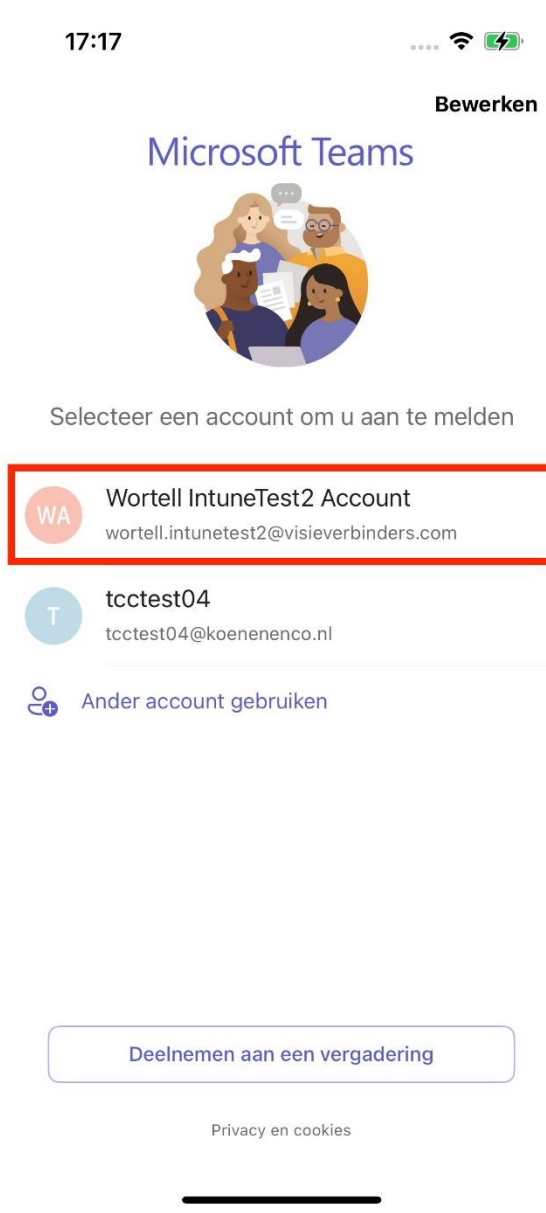 17:17
Bewerken
Microsoft Teams
Selecteer een account om u aan te melden
WA
Wortell IntuneTest2 Account
wortell.intunetest2@visieverbinders.com
T
tcctest04
tcctest04@koenenenco.nl
Ander account gebruiken
Deelnemen aan een vergadering
Privacy en cookies